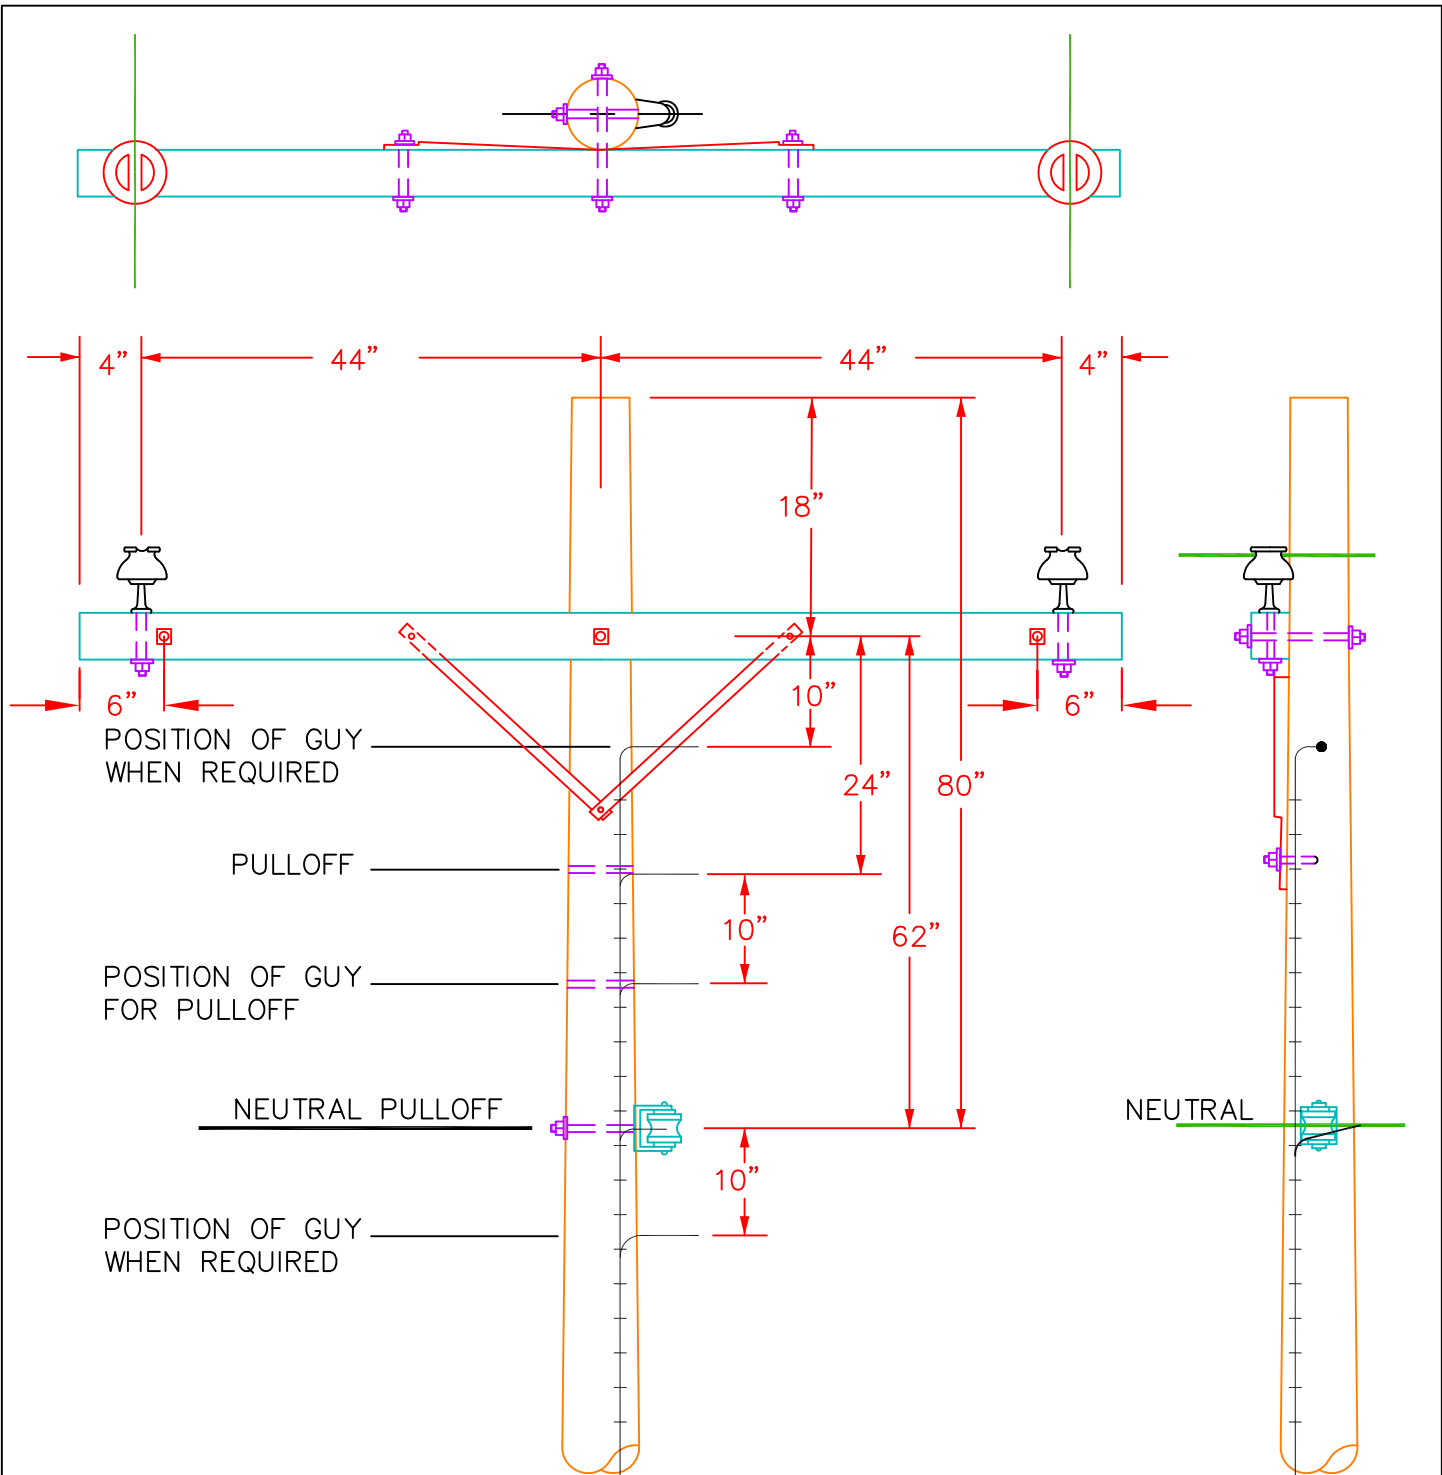 4”
44”
44”
4”
18”
10”
6”
6”
POSITION OF GUY
WHEN REQUIRED
24”
80”
PULLOFF
10”
62”
POSITION OF GUY
FOR PULLOFF
NEUTRAL PULLOFF
NEUTRAL
10”
POSITION OF GUY
WHEN REQUIRED